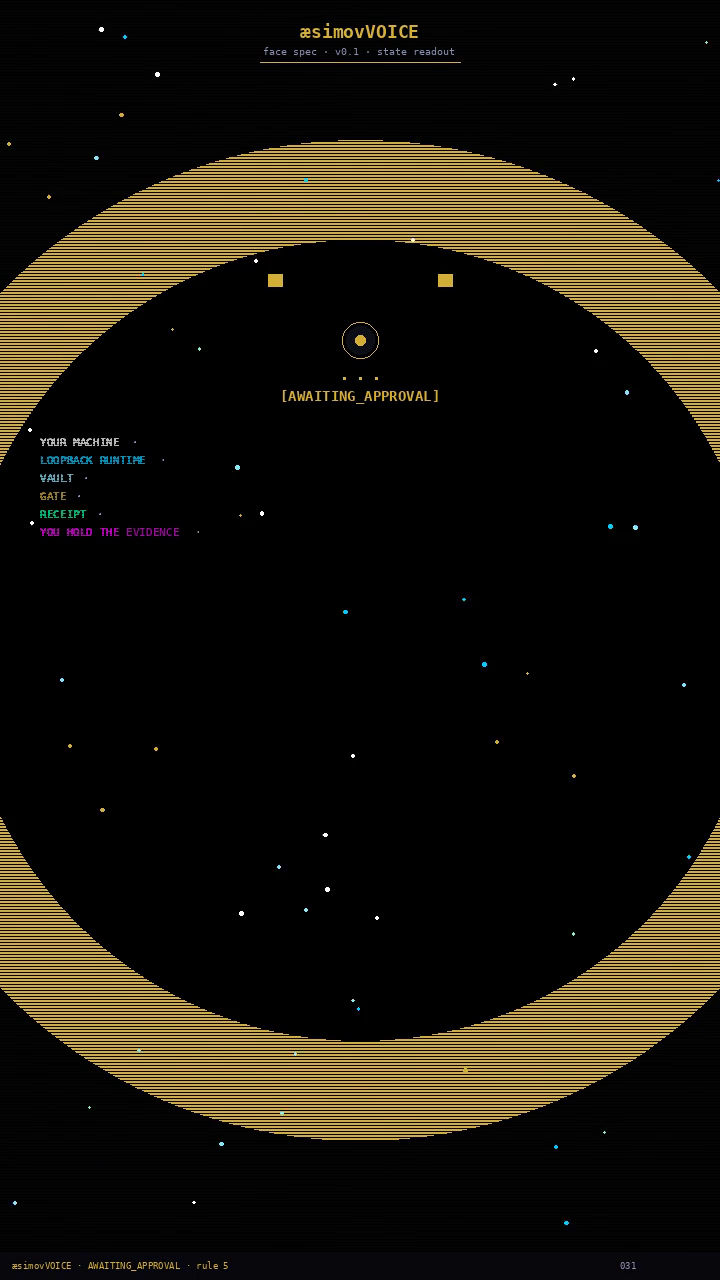 æsimovVOICE
face spec · v0.1 · state readout
[AWAITING_APPROVAL]
YOUR MACHINE ·
LOOPBACK RUNTIME ·
VAULT ·
GATE ·
RECEIPT ·
YOU HOLD THE EVIDENCE ·
æsimovVOICE · AWAITING_APPROVAL · rule 5
031